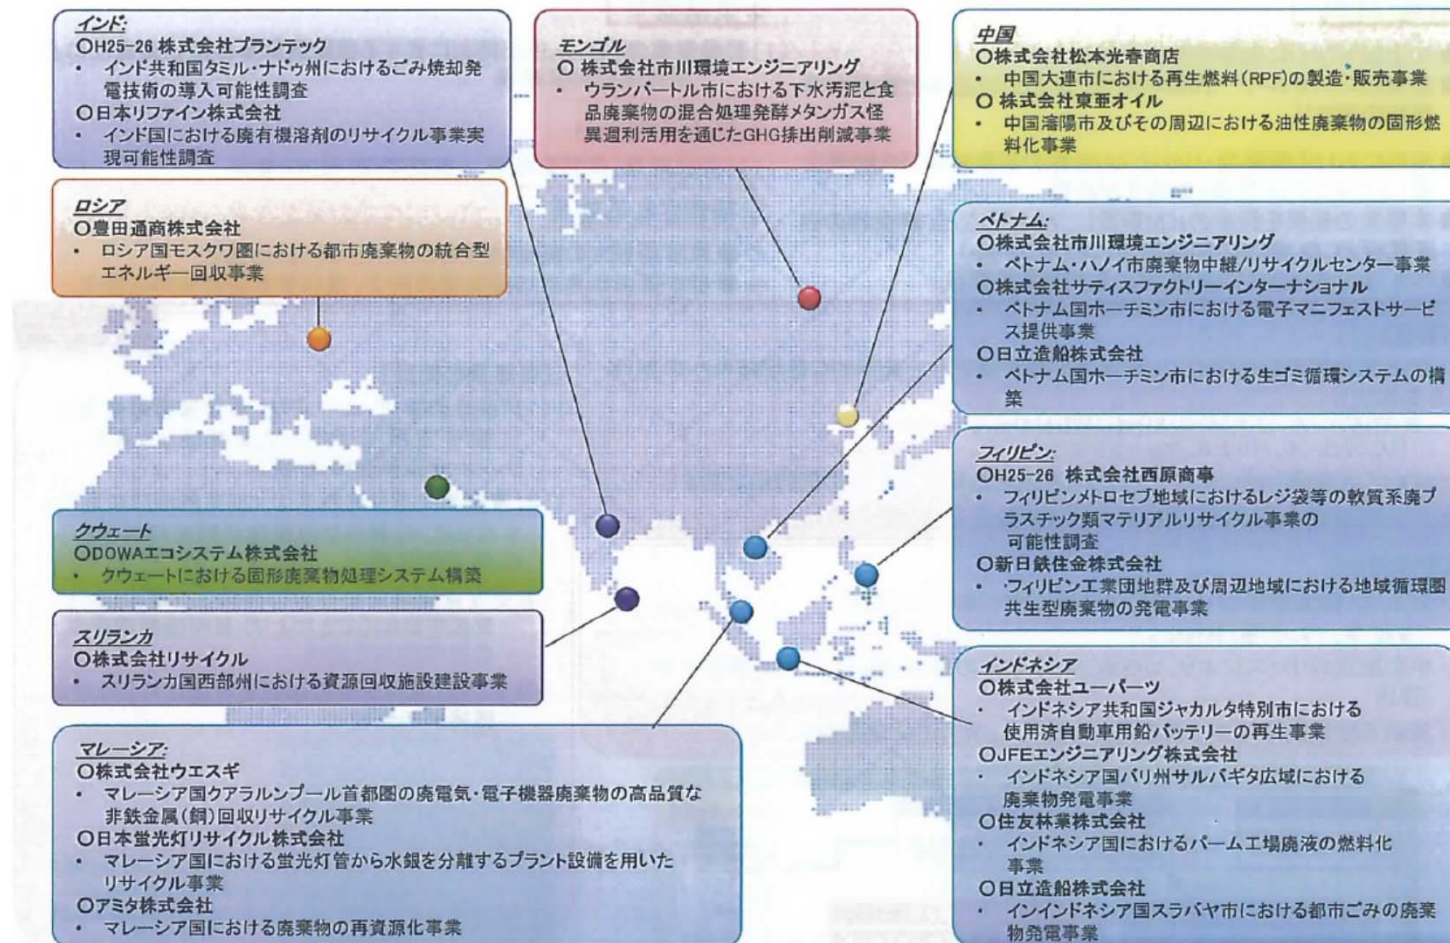 インド:
〇H25-26 株式会社プランテック
・ インド共和国タミル・ナドゥ州におけるごみ焼却発
電技術の導入可能性調査
〇日本リファイン株式会社
・ インド国における廃有機溶剤のリサイクル事業実
現可能性調査
モンゴル
〇 株式会社市川環境エンジニアリング
・ ウランバートル市における下水汚泥と食
品廃棄物の混合処理発酵メタンガス怪
異週利活用を通じたGHG排出削減事業
中国
〇株式会社松本光春商店
・ 中国大連市における再生燃料(RPF)の製造・販売事業
〇 株式会社東亜オイル
・ 中国瀋陽市及びその周辺における油性廃棄物の固形燃
料化事業
ロシア
〇豊田通商株式会社
・ ロシア国モスクワ圏における都市廃棄物の統合型
エネルギー回収事業
ベトナム:
〇株式会社市川環境エンジニアリング
・ ベトナム・ハノイ市廃棄物中継/リサイクルセンター事業
〇株式会社サティスファクトリーインターナショナル
・ ベトナム国ホーチミン市における電子マニフェストサービ
ス提供事業
〇日立造船株式会社
・ ベトナム国ホーチミン市における生ゴミ循環システムの構
築
フィリピン:
〇H25-26 株式会社西原商亊
・ フィリピンメトロセブ地域におけるレジ袋等の軟質系廃プ
ラスチック類マテリアルリサイクル事業の
可能性調査
〇新日鉄住金株式会社
・ フィリピン工業団地群及び周辺地域における地域循環圏
共生型廃棄物の発電事業
クウェート
〇DOWAエコシステム株式会社
・ クウェートにおける固形廃棄物処理システム構築
スリランカ
〇株式会社リサイクル
・ スリランカ国西部州における資源回収施設建設事業
マレーシア:
〇株式会社ウエスギ
・ マレーシア国クアラルンプール首都圏の廃電気・電子機器廃棄物の高品質な
非鉄金属(銅)回収リサイクル事業
〇日本蛍光灯リサイクル株式会社
・ マレーシア国における蛍光灯管から水銀を分離するプラント設備を用いた
リサイクル事業
〇アミタ株式会社
・ マレーシア国における廃棄物の再資源化事業
インドネシア
〇株式会社ユーパーツ
・ インドネシア共和国ジャカルタ特別市における
使用済自動車用鉛バッテリーの再生事業
〇JFEエンジニアリング株式会社
・ インドネシア国バリ州サルバギタ広域における
廃棄物発電事業
〇住友林業株式会社
・ インドネシア国におけるパーム工場廃液の燃料化
事業
〇日立造船株式会社
・ インインドネシア国スラバヤ市における都市ごみの廃棄
物発電事業